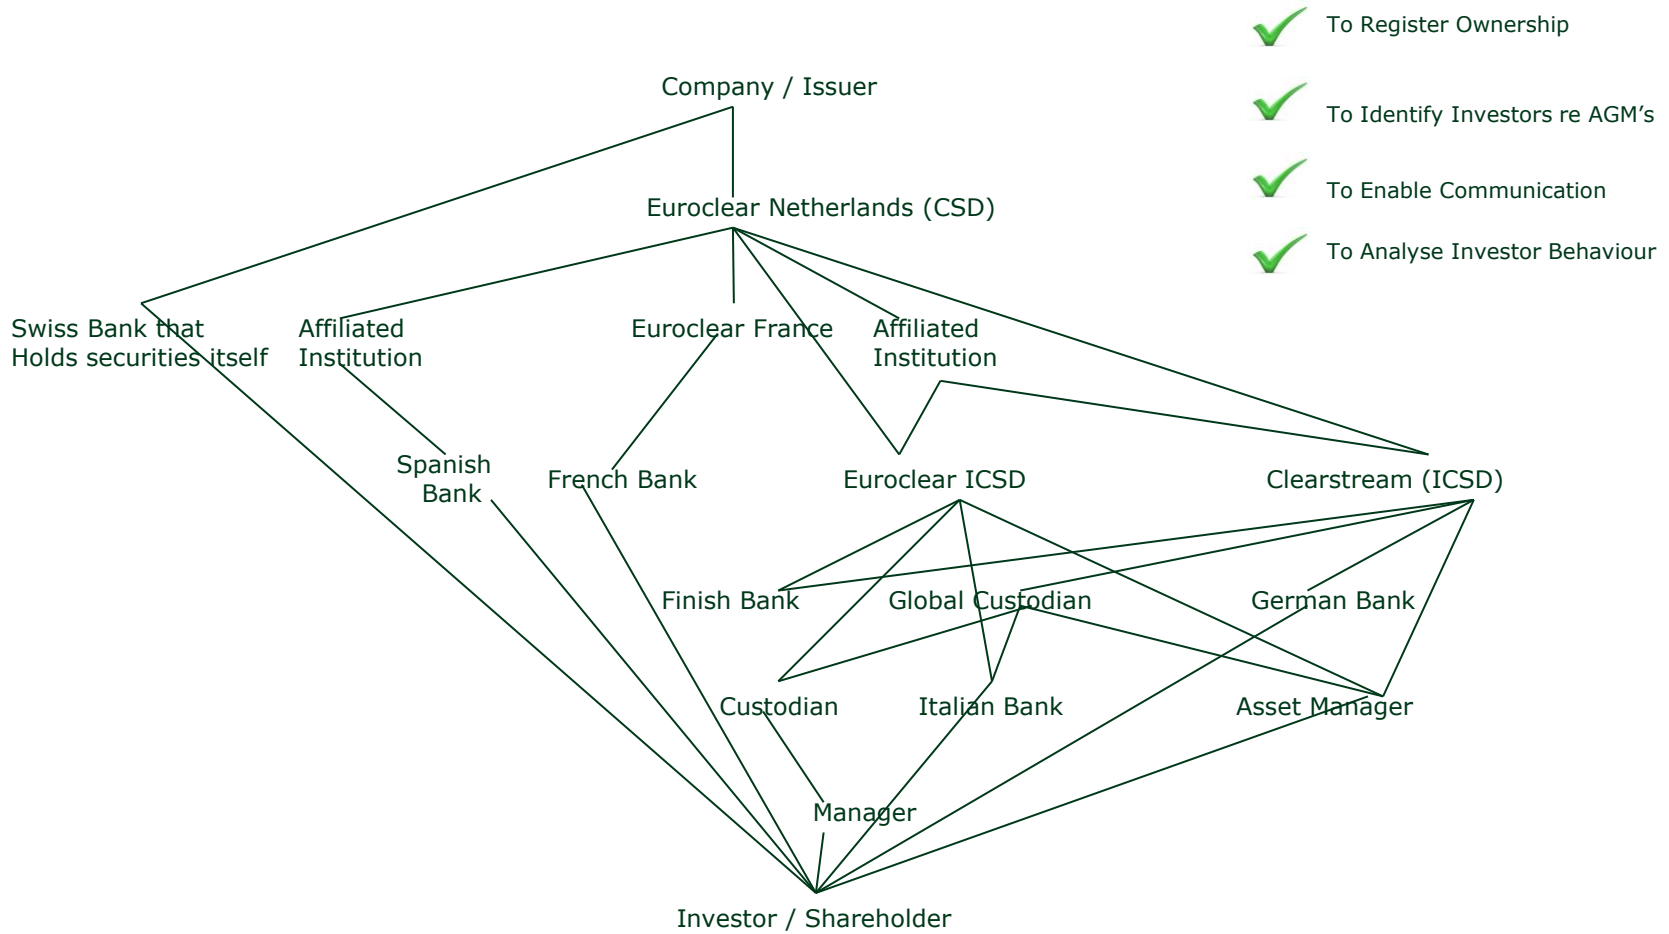 To Register Ownership
Company / Issuer
To Identify Investors re AGM’s
To Enable Communication
Euroclear Netherlands (CSD)
To Analyse Investor Behaviour
Swiss Bank that
Holds securities itself
Affiliated
Institution
Euroclear France
Affiliated
Institution
Spanish
Bank
French Bank
Euroclear ICSD
Clearstream (ICSD)
Finish Bank
Global Custodian
German Bank
Custodian
Italian Bank
Asset Manager
Manager
Investor / Shareholder